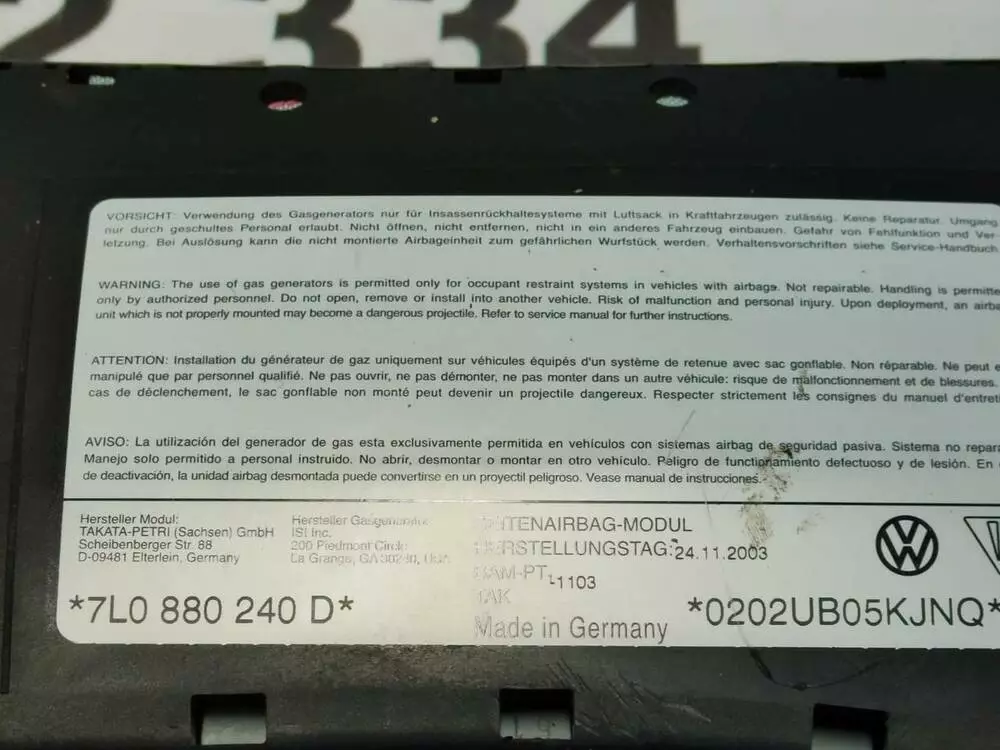 2 334
VORSICHT: Verwendung des Gasgenerators nur für Insassenrückhaltesysteme mit Luftsack in Kraftfahrzeugen zulässig. Keine Reparatur. Umgang
nur durch geschultes Personal erlaubt. Nicht öffnen, nicht entfernen, nicht in ein anderes Fahrzeug einbauen. Gefahr von Fehlfunktion und Ver-
letzung. Bei Auslösung kann die nicht montierte Airbageinheit zum gefährlichen Wurfstück werden. Verhaltensvorschriften siehe Service-Handbuch
WARNING: The use of gas generators is permitted only for occupant restraint systems in vehicles with airbags. Not repairable. Handling is permitte
only by authorized personnel. Do not open, remove or install into another vehicle. Risk of malfunction and personal injury. Upon deployment, an airba
unit which is not properly mounted may become a dangerous projectile. Refer to service manual for further instructions.
ATTENTION: Installation du générateur de gaz uniquement sur véhicules équipés d'un système de retenue avec sac gonflable. Non réparable. Ne peut e
manipulé que par personnel qualifié. Ne pas ouvrir, ne pas démonter, ne pas monter dans un autre véhicule: risque de malfonctionnement et de blessures.
cas de déclenchement, le sac gonflable non monté peut devenir un projectile dangereux. Respecter strictement les consignes du manuel d'entreti
AVISO: La utilización del generador de gas esta exclusivamente permitida en vehículos con sistemas airbag de seguridad pasiva. Sistema no repara
Manejo solo permitido a personal instruido. No abrir, desmontar o montar en otro vehículo. Peligro de funcionamiento defectuoso y de lesión. En
de deactivación, la unidad airbag desmontada puede convertirse en un proyectil peligroso. Vease manual de instrucciones.
Hersteller Modul:
TAKATA-PETRI (Sachsen) GmbH
Scheibenberger Str. 88
D-09481 Elterlein, Germany
Hersteller Gasgenerator
ISI Inc.
200 Piedmont Circle
La Grange, GA 30240, USA
SEITENAIRBAG-MODUL
HERSTELLUNGSTAG: 24.11.2003
BAM-PT -1103
1AK
Made in Germany
*7L0 880 240 D*
*0202UB05KJNQ*